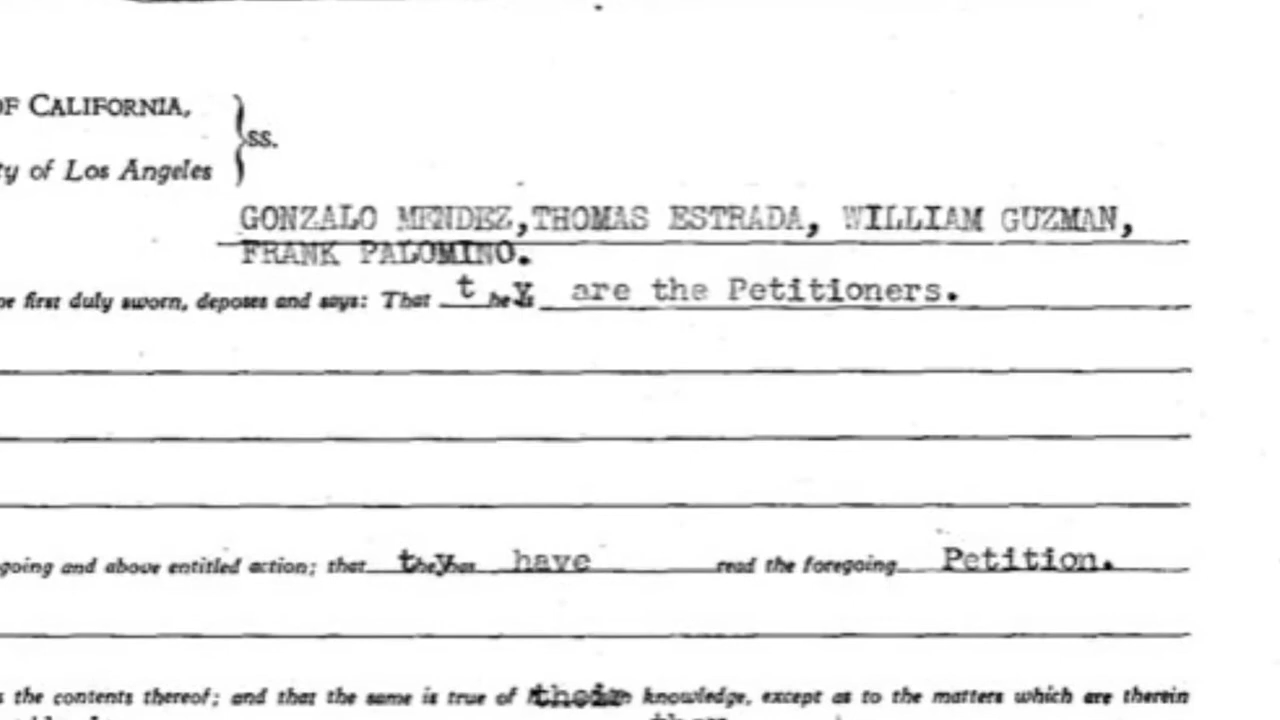 OF CALIFORNIA,
ss.
ty of Los Angeles
GONZALO MENDEZ,THOMAS ESTRADA, WILLIAM GUZMAN,
FRANK PALOMINO.
first duly sworn, deposes and says: That they are the Petitioners.
going and above entitled action; that they have read the foregoing Petition.
s the contents thereof; and that the same is true of their knowledge, except as to the matters which are therein